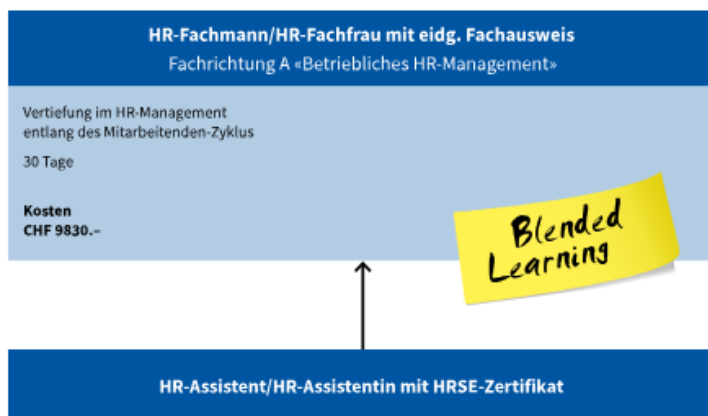 HR-Fachmann/HR-Fachfrau mit eidg. Fachausweis
Fachrichtung A «Betriebliches HR-Management»
Vertiefung im HR-Management
entlang des Mitarbeitenden-Zyklus
30 Tage
Kosten
CHF 9830.–
Blended
Learning
HR-Assistent/HR-Assistentin mit HRSE-Zertifikat